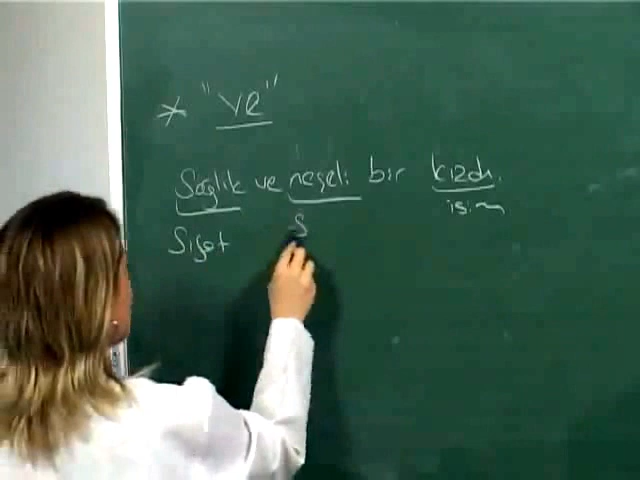 * "ve"
Sağlık ve neşeli bir kızdı.
isim
Sıfat S